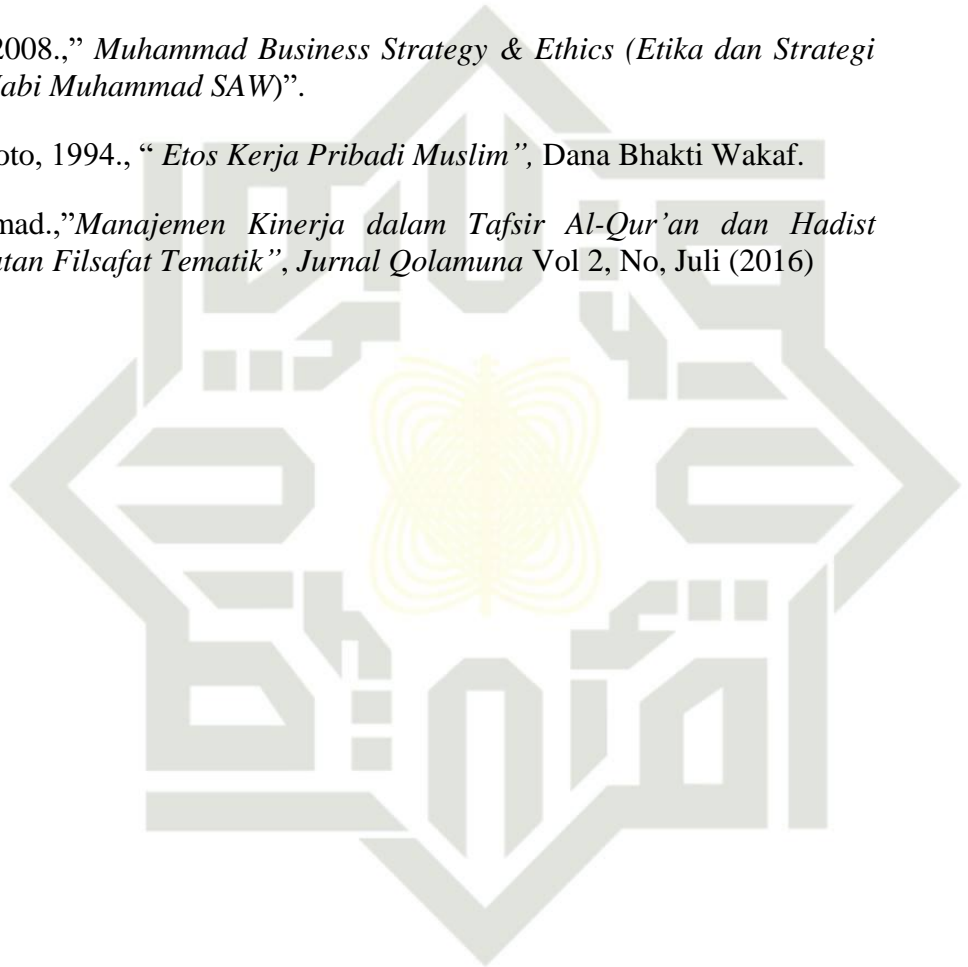 2008.,” Muhammad Business Strategy & Ethics (Etika dan Strategi
abi Muhammad SAW)”.
oto, 1994., “ Etos Kerja Pribadi Muslim”, Dana Bhakti Wakaf.
mad.,”Manajemen Kinerja dalam Tafsir Al-Qur’an dan Hadist
tan Filsafat Tematik”, Jurnal Qolamuna Vol 2, No, Juli (2016)